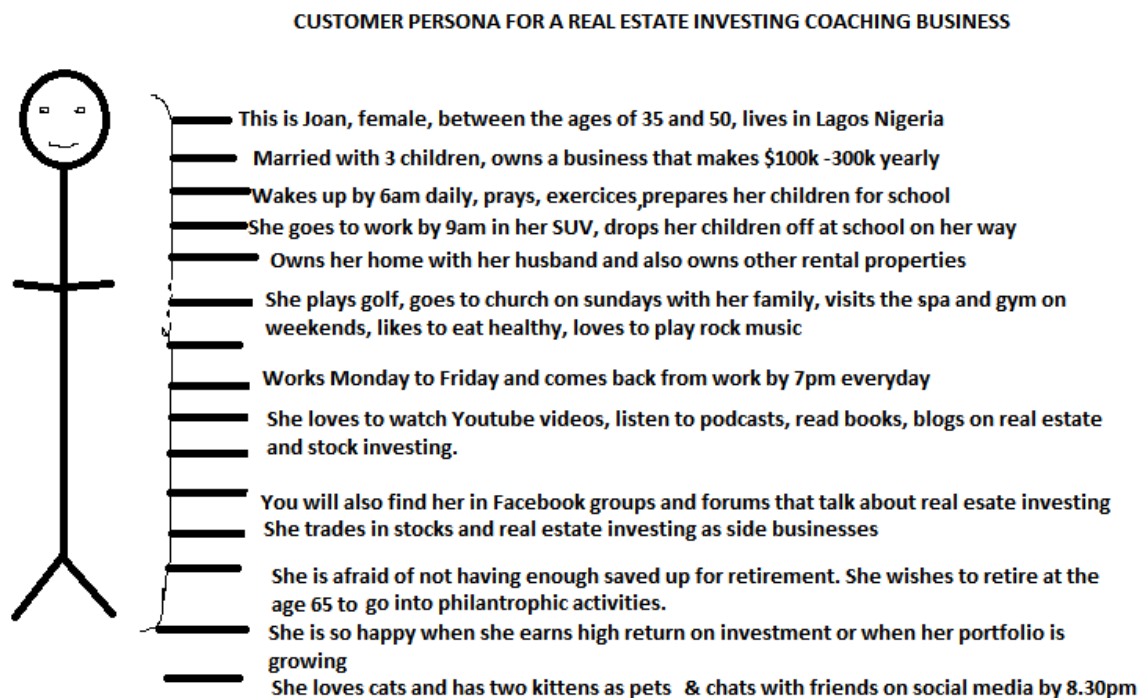 CUSTOMER PERSONA FOR A REAL ESTATE INVESTING COACHING BUSINESS
This is Joan, female, between the ages of 35 and 50, lives in Lagos Nigeria
Married with 3 children, owns a business that makes $100k -300k yearly
Wakes up by 6am daily, prays, exercices,prepares her children for school
She goes to work by 9am in her SUV, drops her children off at school on her way
Owns her home with her husband and also owns other rental properties
She plays golf, goes to church on sundays with her family, visits the spa and gym on
weekends, likes to eat healthy, loves to play rock music
Works Monday to Friday and comes back from work by 7pm everyday
She loves to watch Youtube videos, listen to podcasts, read books, blogs on real estate
and stock investing.
You will also find her in Facebook groups and forums that talk about real esate investing
She trades in stocks and real estate investing as side businesses
She is afraid of not having enough saved up for retirement. She wishes to retire at the
age 65 to go into philantrophic activities.
She is so happy when she earns high return on investment or when her portfolio is
growing
She loves cats and has two kittens as pets & chats with friends on social media by 8.30pm